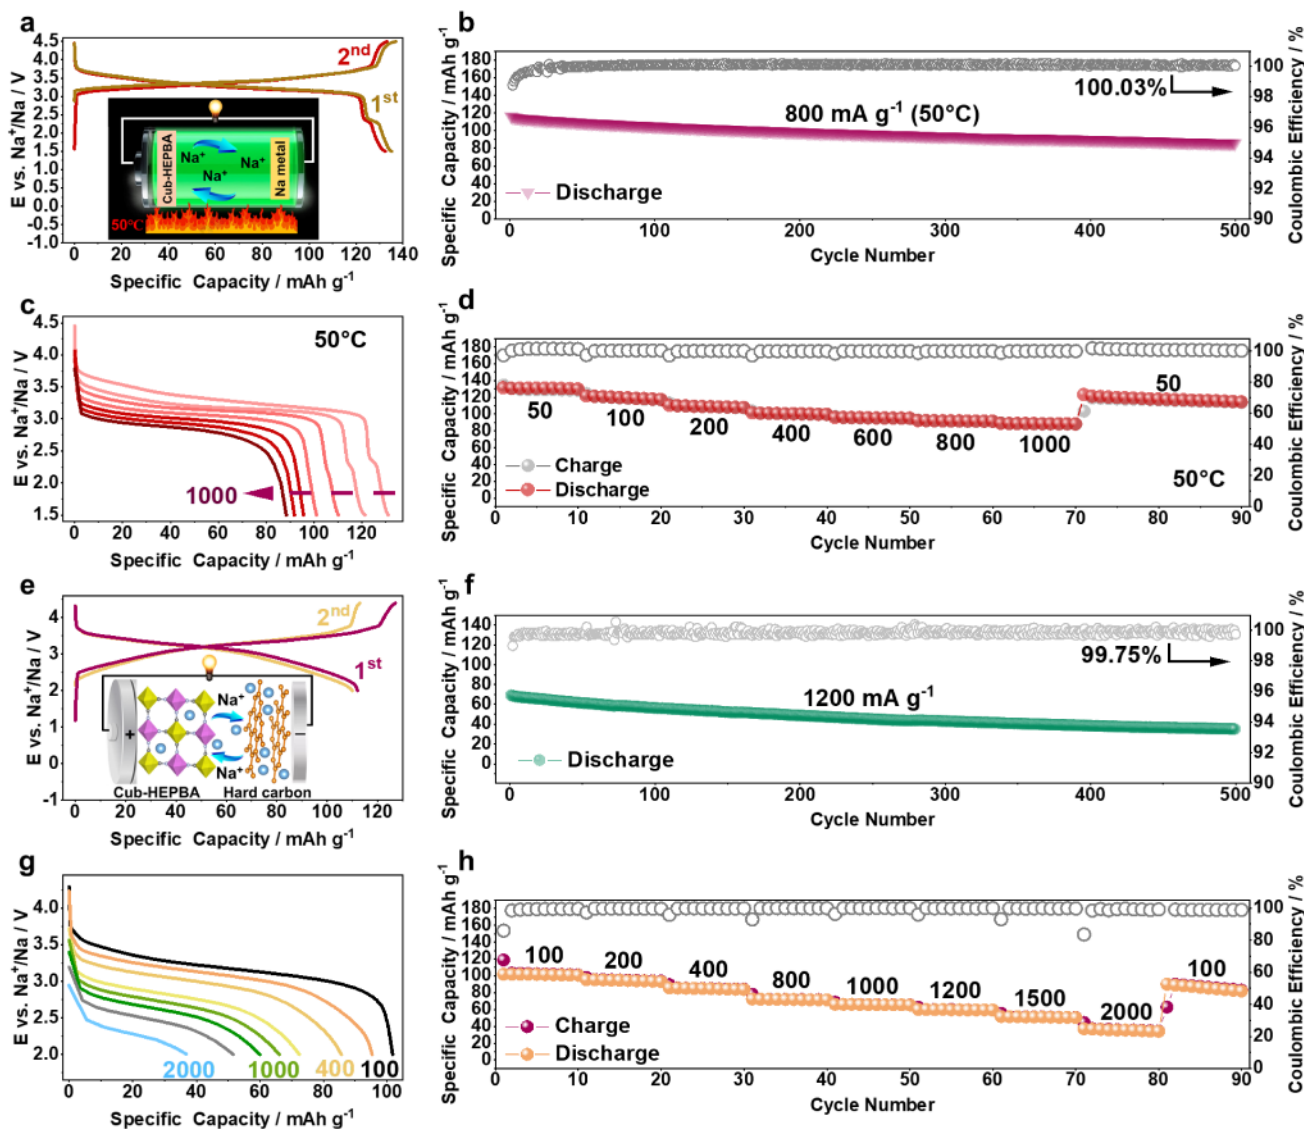 a
E vs. Na⁺/Na / V
4.5
4.0
3.5
3.0
2.5
2.0
1.5
1.0
0.5
0.0
-0.5
-1.0
2nd
1st
Cub-HEPBA
Na⁺
Na⁺
Na⁺
Na metal
50°C
0 20 40 60 80 100 120 140
Specific Capacity / mAh g⁻¹
b
Specific Capacity / mAh g⁻¹
180
160
140
120
100
80
60
40
20
0
100.03%
800 mA g⁻¹ (50°C)
Discharge
Coulombic Efficiency / %
100
98
96
94
92
90
0 100 200 300 400 500
Cycle Number
c
E vs. Na⁺/Na / V
4.5
4.0
3.5
3.0
2.5
2.0
1.5
50°C
1000
0 20 40 60 80 100 120
Specific Capacity / mAh g⁻¹
d
Specific Capacity / mAh g⁻¹
180
160
140
120
100
80
60
40
20
0
50
100
200
400
600
800
1000
50
Charge
Discharge
50°C
Coulombic Efficiency / %
100
80
60
40
20
0
0 10 20 30 40 50 60 70 80 90
Cycle Number
e
E vs. Na⁺/Na / V
4
3
2
1
0
-1
2nd
1st
+
Na⁺
Na⁺
−
Cub-HEPBA Hard carbon
0 20 40 60 80 100 120
Specific Capacity / mAh g⁻¹
f
Specific Capacity / mAh g⁻¹
140
120
100
80
60
40
20
0
99.75%
1200 mA g⁻¹
Discharge
Coulombic Efficiency / %
100
98
96
94
92
90
0 100 200 300 400 500
Cycle Number
g
E vs. Na⁺/Na / V
4.0
3.5
3.0
2.5
2.0
2000 1000 400 100
0 20 40 60 80 100
Specific Capacity / mAh g⁻¹
h
Specific Capacity / mAh g⁻¹
180
160
140
120
100
80
60
40
20
0
100
200
400
800
1000
1200
1500
2000
100
Charge
Discharge
Coulombic Efficiency / %
100
80
60
40
20
0
0 10 20 30 40 50 60 70 80 90
Cycle Number